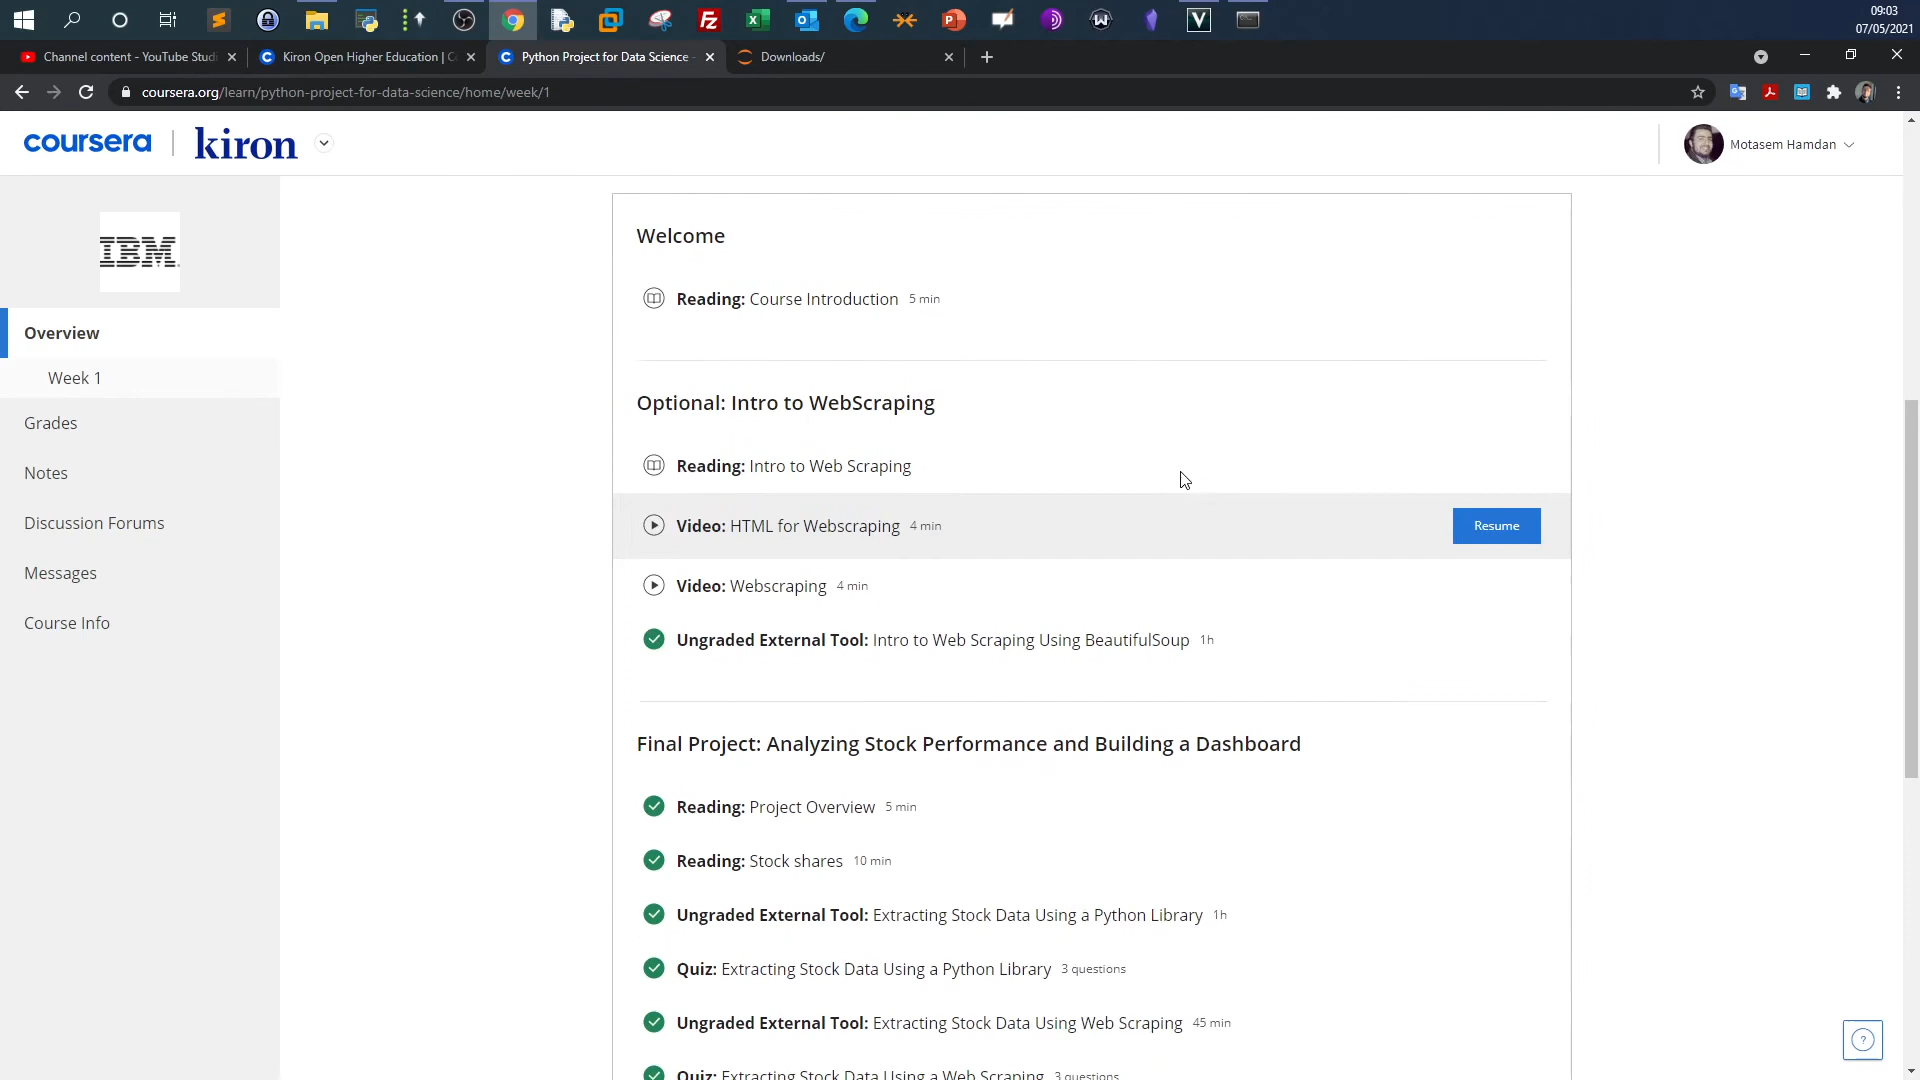 09:03
07/05/2021
Channel content - YouTube Studi
Kiron Open Higher Education | C
Python Project for Data Science -
Downloads/
coursera.org/learn/python-project-for-data-science/home/week/1
coursera
kiron
Motasem Hamdan
IBM
Overview
Week 1
Grades
Notes
Discussion Forums
Messages
Course Info
Welcome
Reading: Course Introduction 5 min
Optional: Intro to WebScraping
Reading: Intro to Web Scraping
Video: HTML for Webscraping 4 min
Resume
Video: Webscraping 4 min
Ungraded External Tool: Intro to Web Scraping Using BeautifulSoup 1h
Final Project: Analyzing Stock Performance and Building a Dashboard
Reading: Project Overview 5 min
Reading: Stock shares 10 min
Ungraded External Tool: Extracting Stock Data Using a Python Library 1h
Quiz: Extracting Stock Data Using a Python Library 3 questions
Ungraded External Tool: Extracting Stock Data Using Web Scraping 45 min
Quiz: Extracting Stock Data Using a Web Scraping 3 questions